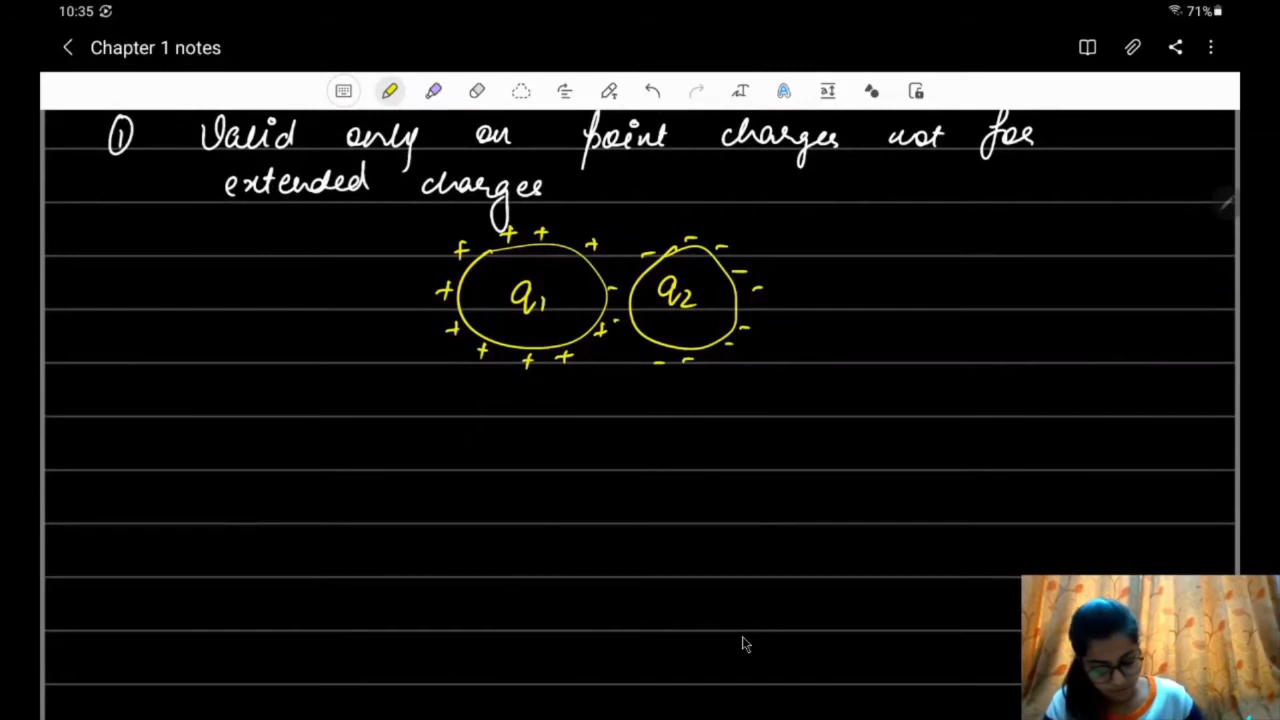 10:35
71%
Chapter 1 notes
① Valid only on point charges not for
extended charges
+ + + +
+ q1 - q2 -